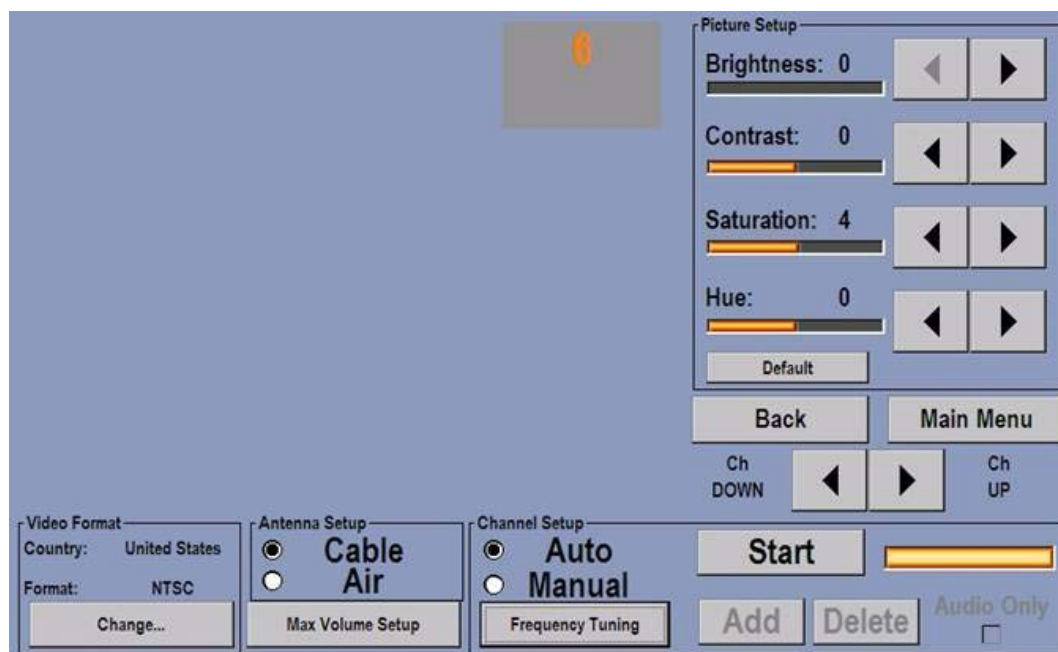 6
Picture Setup
Brightness: 0
Contrast: 0
Saturation: 4
Hue: 0
Default
Back
Main Menu
Ch
DOWN
Ch
UP
Video Format
Country: United States
Format: NTSC
Change...
Antenna Setup
Cable
Air
Max Volume Setup
Channel Setup
Auto
Manual
Frequency Tuning
Start
Add
Delete
Audio Only